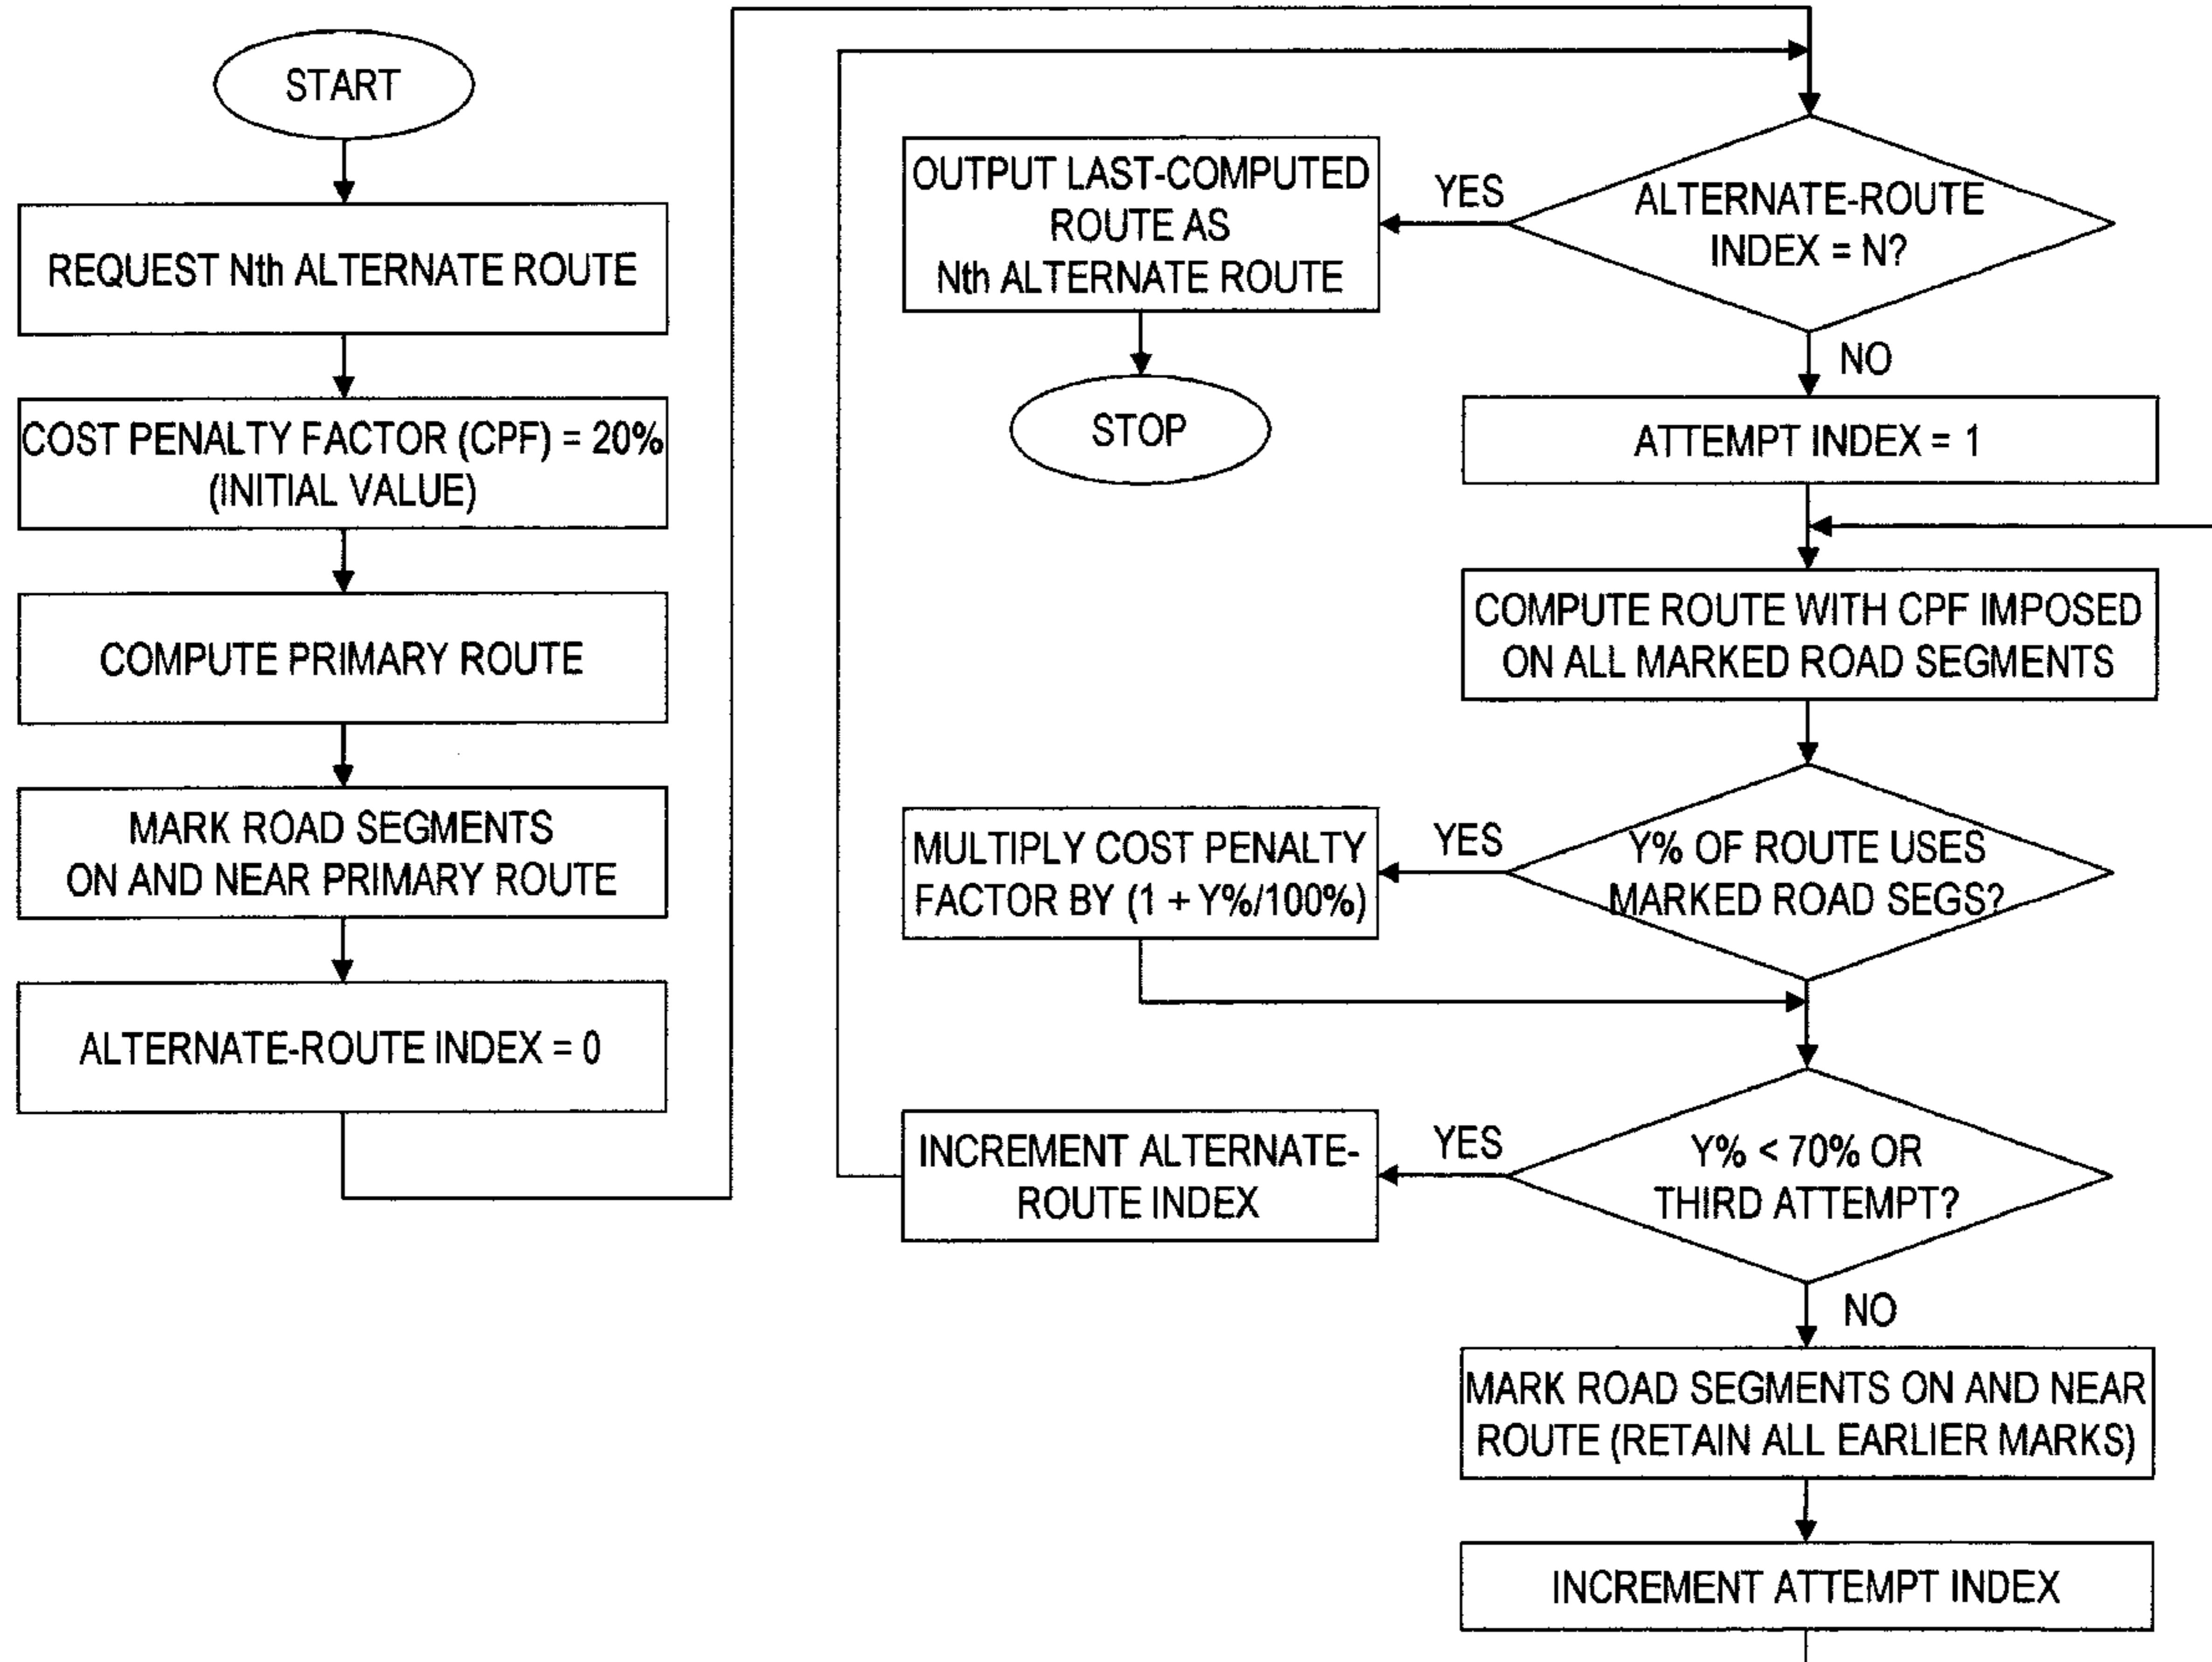 START
REQUEST Nth ALTERNATE ROUTE
COST PENALTY FACTOR (CPF) = 20%
(INITIAL VALUE)
COMPUTE PRIMARY ROUTE
MARK ROAD SEGMENTS
ON AND NEAR PRIMARY ROUTE
ALTERNATE-ROUTE INDEX = 0
ALTERNATE-ROUTE
INDEX = N?
YES
OUTPUT LAST-COMPUTED
ROUTE AS
Nth ALTERNATE ROUTE
STOP
NO
ATTEMPT INDEX = 1
COMPUTE ROUTE WITH CPF IMPOSED
ON ALL MARKED ROAD SEGMENTS
Y% OF ROUTE USES
MARKED ROAD SEGS?
YES
MULTIPLY COST PENALTY
FACTOR BY (1 + Y%/100%)
Y% < 70% OR
THIRD ATTEMPT?
YES
INCREMENT ALTERNATE-
ROUTE INDEX
NO
MARK ROAD SEGMENTS ON AND NEAR
ROUTE (RETAIN ALL EARLIER MARKS)
INCREMENT ATTEMPT INDEX